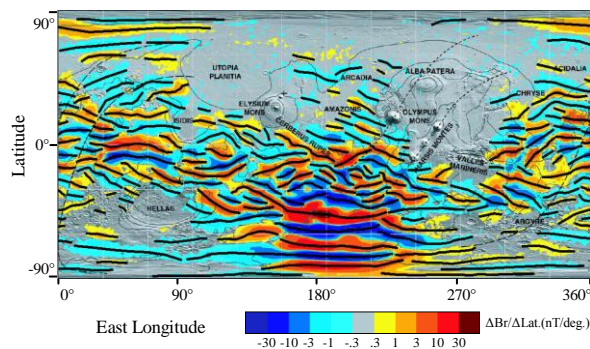 90°
UTOPIA
PLANITIA
ARCADIA
ALBA PATERA
ACIDALIA
CHRYSE
ELYSIUM
MONS
AMAZONIS
OLYMPUS
MONS
ISIDIS
CERBERUS RUPES
Latitude
0°
THARSIS MONTES
VALLES
MARINERIS
HELLAS
ARGYRE
-90°
0°
90°
180°
270°
360°
East Longitude
ΔBr/ΔLat.(nT/deg.)
-30 -10 -3 -1 -.3 .3 1 3 10 30